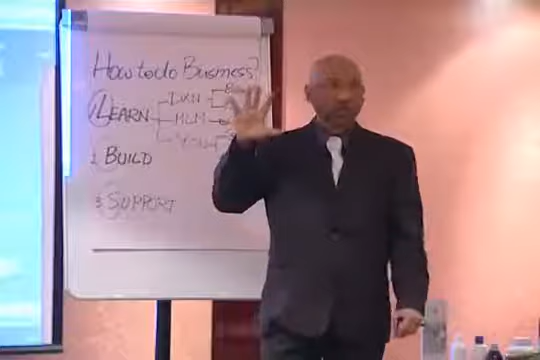 How to do Business?
1. LEARN DXN
MLM
2. BUILD
3. SUPPORT